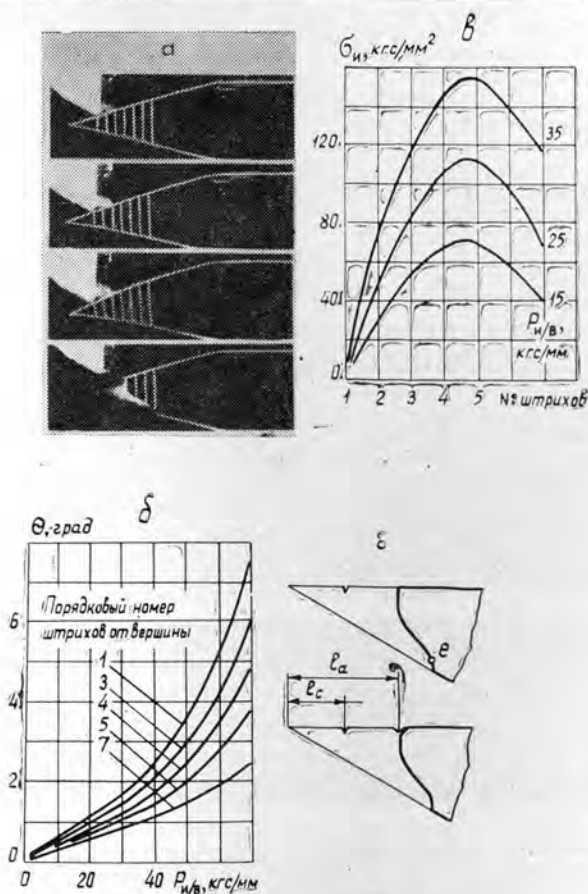 а
в
σи, кгс/мм²
120
80
40
0
35
25
15
Pи/в,
кгс/мм
1 2 3 4 5 № штрихов
б
θ, град
6
4
2
0
Порядковый номер
штрихов от вершины
1
3
4
5
7
0 20 40 Pи/в, кгс/мм
г
e
ℓa
ℓc